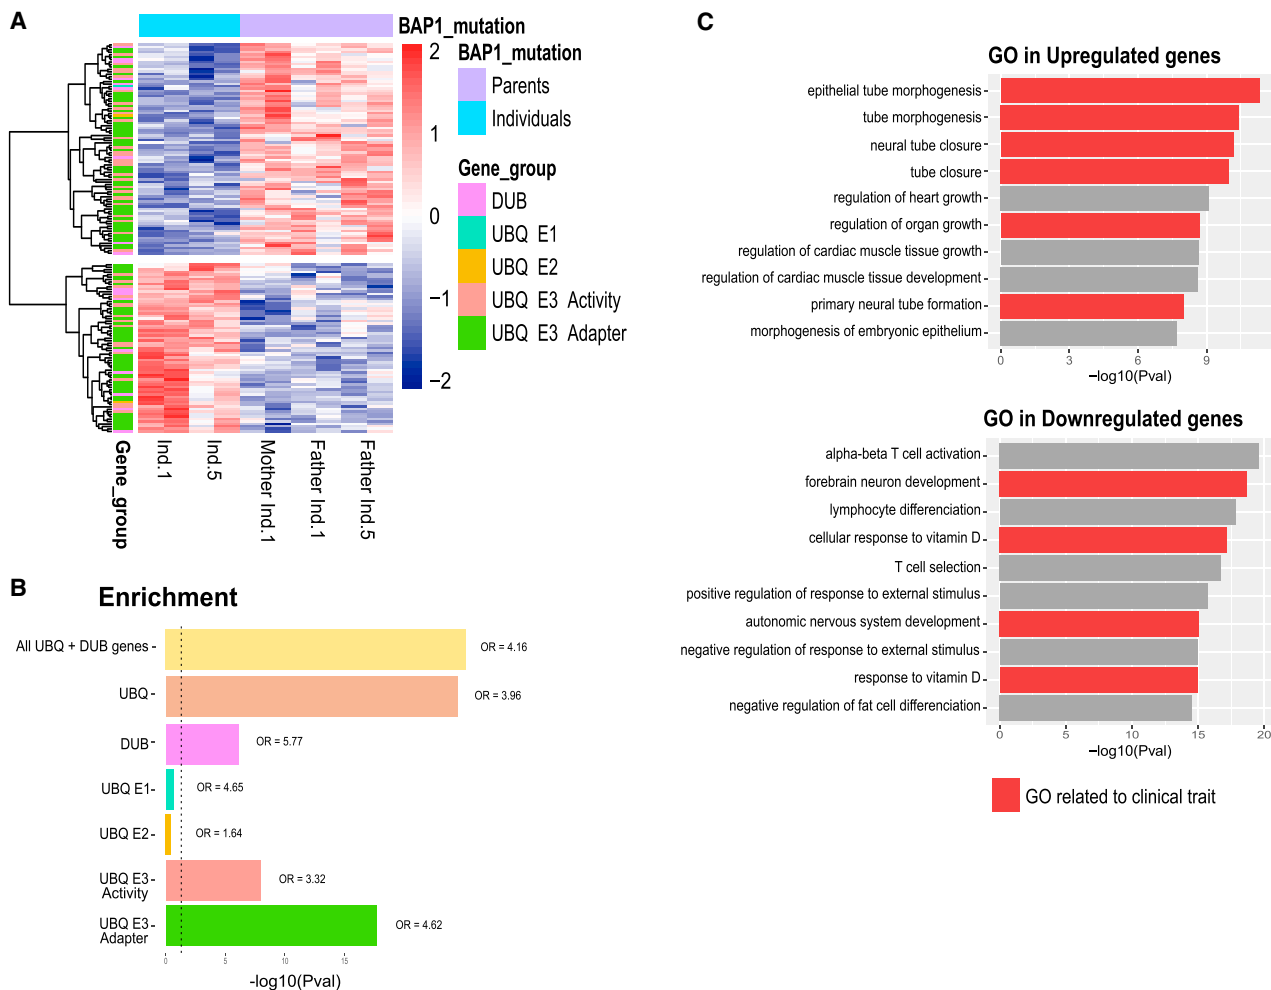 A
BAP1_mutation
2
1
0
−1
−2
BAP1_mutation
Parents
Individuals
Gene_group
DUB
UBQ E1
UBQ E2
UBQ E3 Activity
UBQ E3 Adapter
Gene_group
Ind.1
Ind.5
Mother Ind.1
Father Ind.1
Father Ind.5
B
Enrichment
All UBQ + DUB genes
OR = 4.16
UBQ
OR = 3.96
DUB
OR = 5.77
UBQ E1
OR = 4.65
UBQ E2
OR = 1.64
UBQ E3
Activity
OR = 3.32
UBQ E3
Adapter
OR = 4.62
0 5 10 15
-log10(Pval)
C
GO in Upregulated genes
epithelial tube morphogenesis
tube morphogenesis
neural tube closure
tube closure
regulation of heart growth
regulation of organ growth
regulation of cardiac muscle tissue growth
regulation of cardiac muscle tissue development
primary neural tube formation
morphogenesis of embryonic epithelium
0 3 6 9
−log10(Pval)
GO in Downregulated genes
alpha-beta T cell activation
forebrain neuron development
lymphocyte differenciation
cellular response to vitamin D
T cell selection
positive regulation of response to external stimulus
autonomic nervous system development
negative regulation of response to external stimulus
response to vitamin D
negative regulation of fat cell differenciation
0 5 10 15 20
−log10(Pval)
GO related to clinical trait